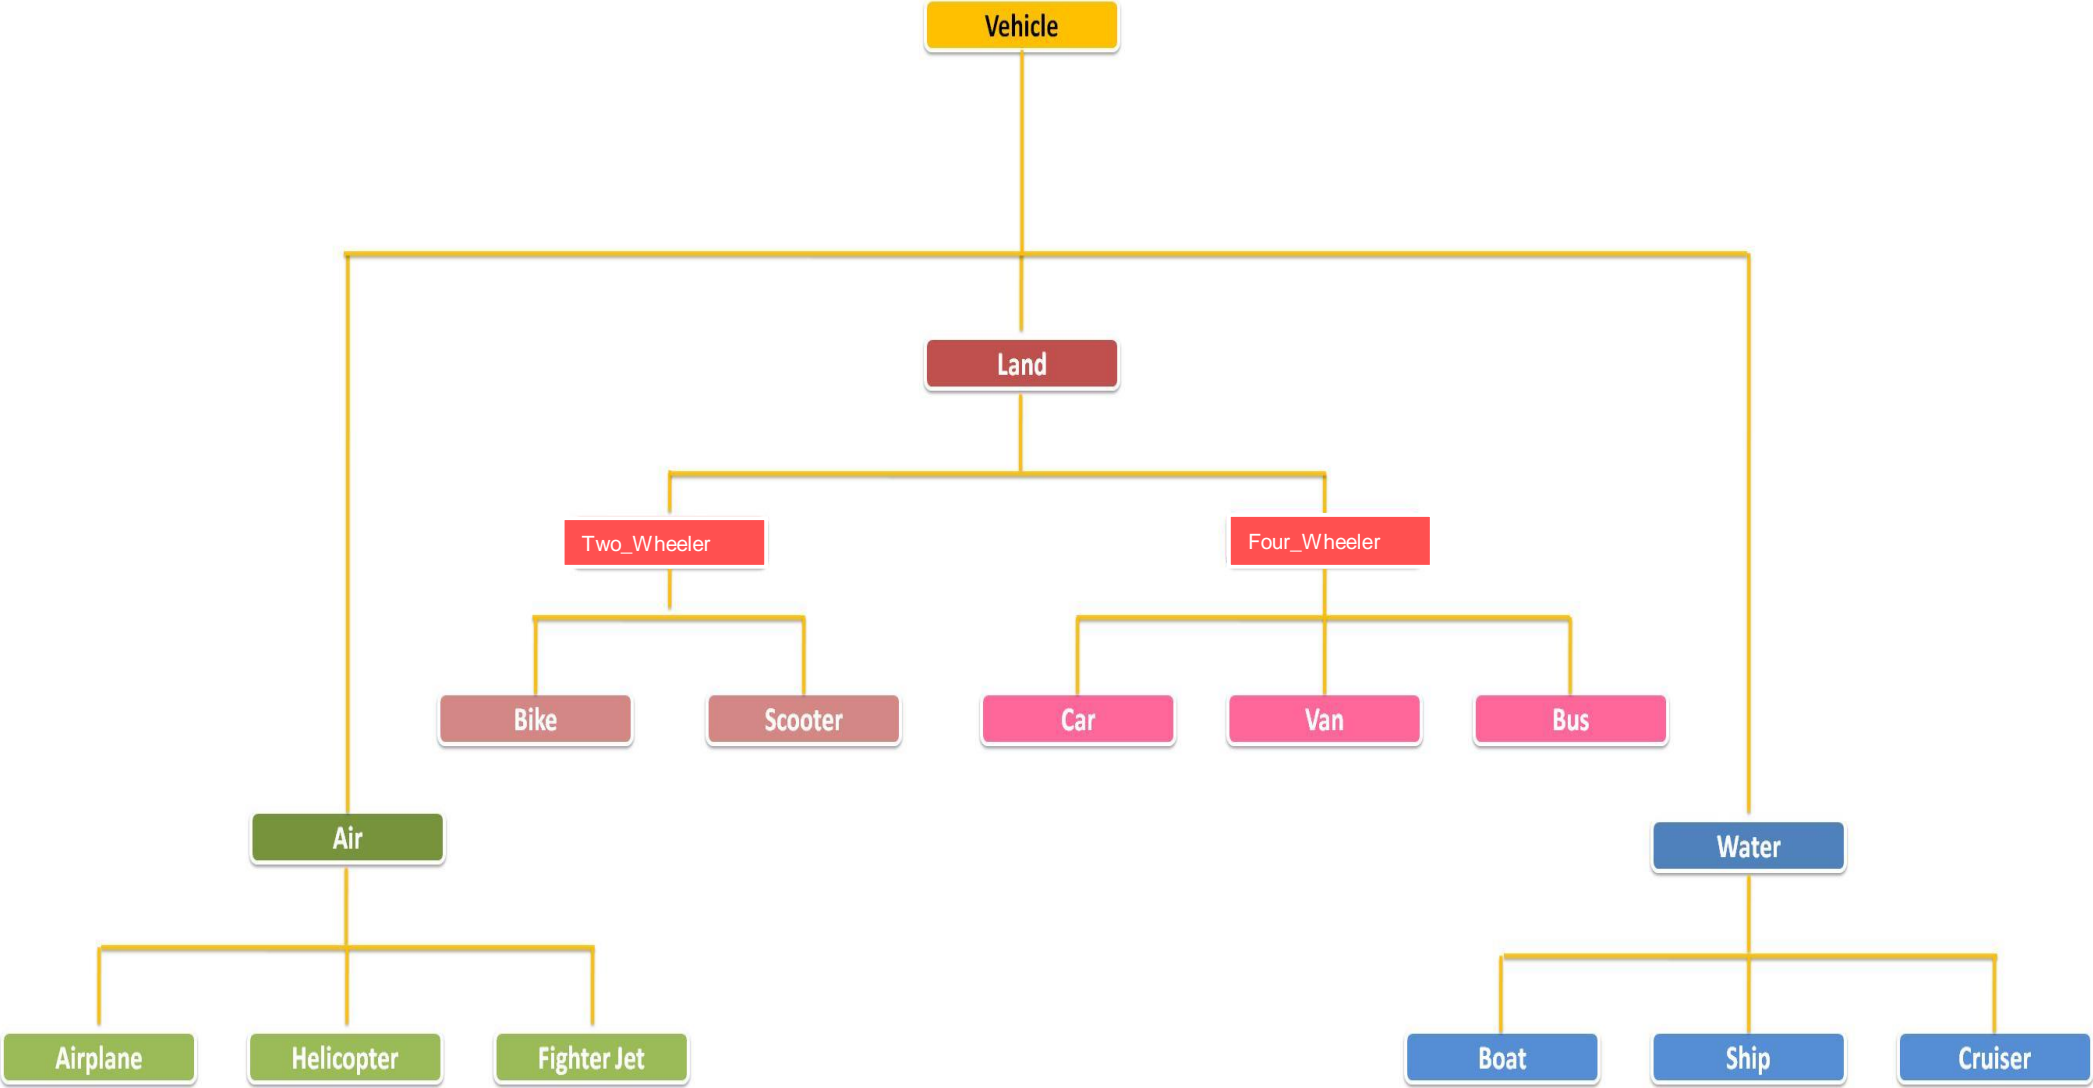 Vehicle
Land
Two_Wheeler
Four_Wheeler
Bike
Scooter
Car
Van
Bus
Air
Water
Airplane
Helicopter
Fighter Jet
Boat
Ship
Cruiser